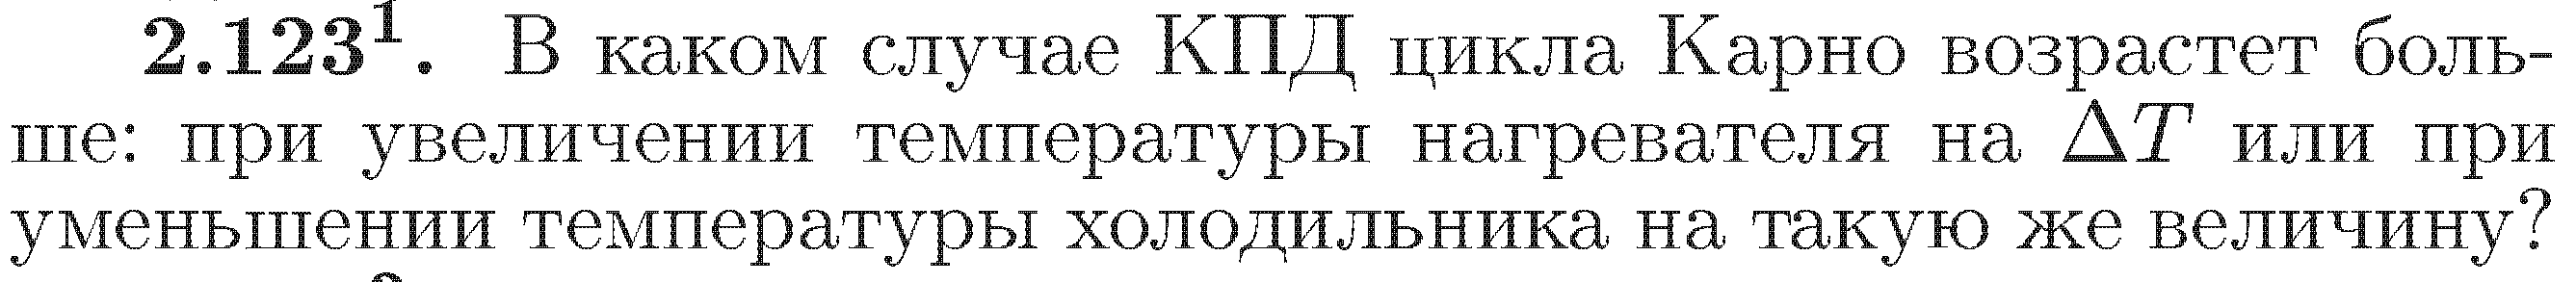 2.123¹. В каком случае КПД цикла Карно возрастет боль-
ше: при увеличении температуры нагревателя на ΔT или при
уменьшении температуры холодильника на такую же величину?